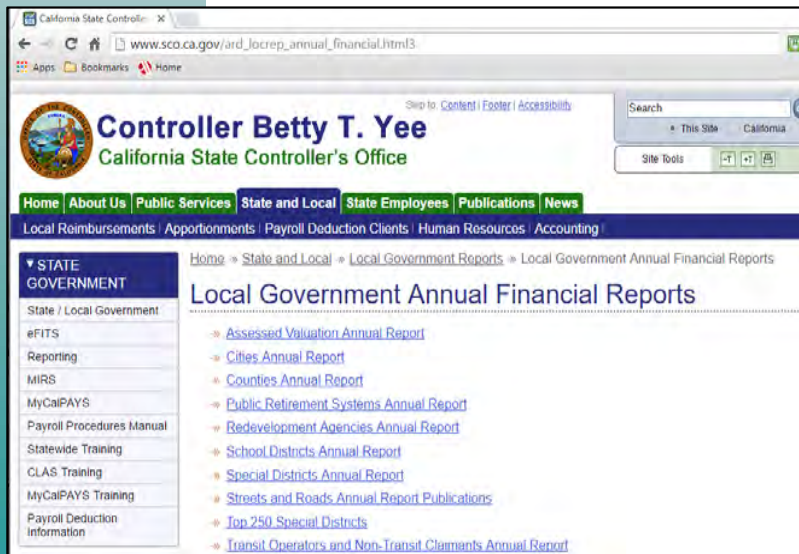 California State Controlle
www.sco.ca.gov/ard_locrep_annual_financial.html3
Apps Bookmarks Home
Skip to: Content | Footer | Accessibility
Search
This Site California
Site Tools -T +T
Controller Betty T. Yee
California State Controller's Office
Home About Us Public Services State and Local State Employees Publications News
Local Reimbursements | Apportionments | Payroll Deduction Clients | Human Resources | Accounting |
Home » State and Local » Local Government Reports » Local Government Annual Financial Reports
▼ STATE
GOVERNMENT
State / Local Government
eFITS
Reporting
MIRS
MyCalPAYS
Payroll Procedures Manual
Statewide Training
CLAS Training
MyCalPAYS Training
Payroll Deduction
Information
Local Government Annual Financial Reports
» Assessed Valuation Annual Report
» Cities Annual Report
» Counties Annual Report
» Public Retirement Systems Annual Report
» Redevelopment Agencies Annual Report
» School Districts Annual Report
» Special Districts Annual Report
» Streets and Roads Annual Report Publications
» Top 250 Special Districts
» Transit Operators and Non-Transit Claimants Annual Report